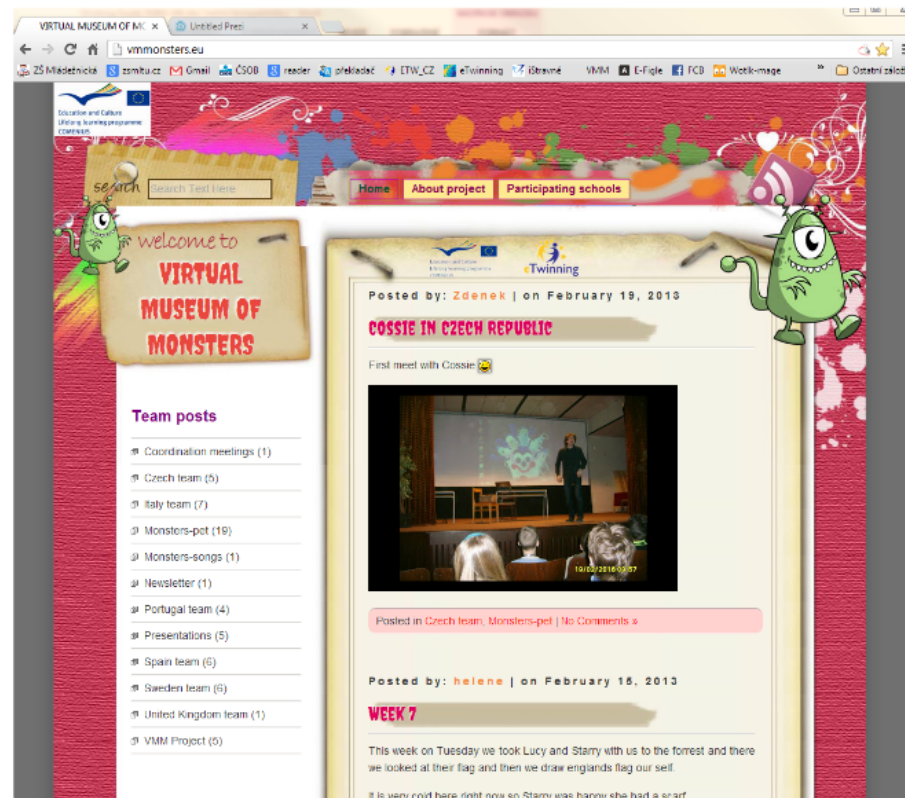 VIRTUAL MUSEUM OF MO
Untitled Prezi
vmmonsters.eu
ZŠ Mládežnická
zsmltu.cz
Gmail
ČSOB
reader
překladač
ETW_CZ
eTwinning
iStravné
VMM
E-Figle
FCB
»
Ostatní zálož
Education and Culture
Lifelong learning programme
COMENIUS
search
Search Text Here
Home
About project
Participating schools
welcome to
VIRTUAL
MUSEUM OF
MONSTERS
Team posts
Coordination meetings (1)
Czech team (5)
Italy team (7)
Monsters-pet (19)
Monsters-songs (1)
Newsletter (1)
Portugal team (4)
Presentations (5)
Spain team (6)
Sweden team (6)
United Kingdom team (1)
VMM Project (5)
Education and Culture
Lifelong learning programme
eTwinning
Posted by: Zdenek | on February 19, 2013
COSSIE IN CZECH REPUBLIC
First meet with Cossie
Posted in Czech team, Monsters-pet | No Comments »
Posted by: helene | on February 15, 2013
WEEK 7
This week on Tuesday we took Lucy and Starry with us to the forrest and there
we looked at their flag and then we draw englands flag our self.
It is very cold here right now so Starry was happy she had a scarf